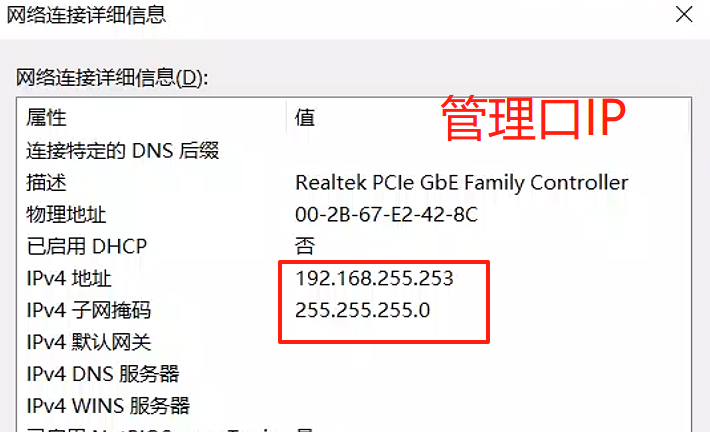 网络连接详细信息
网络连接详细信息(D):
管理口IP
属性 值
连接特定的 DNS 后缀
描述 Realtek PCIe GbE Family Controller
物理地址 00-2B-67-E2-42-8C
已启用 DHCP 否
IPv4 地址 192.168.255.253
IPv4 子网掩码 255.255.255.0
IPv4 默认网关
IPv4 DNS 服务器
IPv4 WINS 服务器